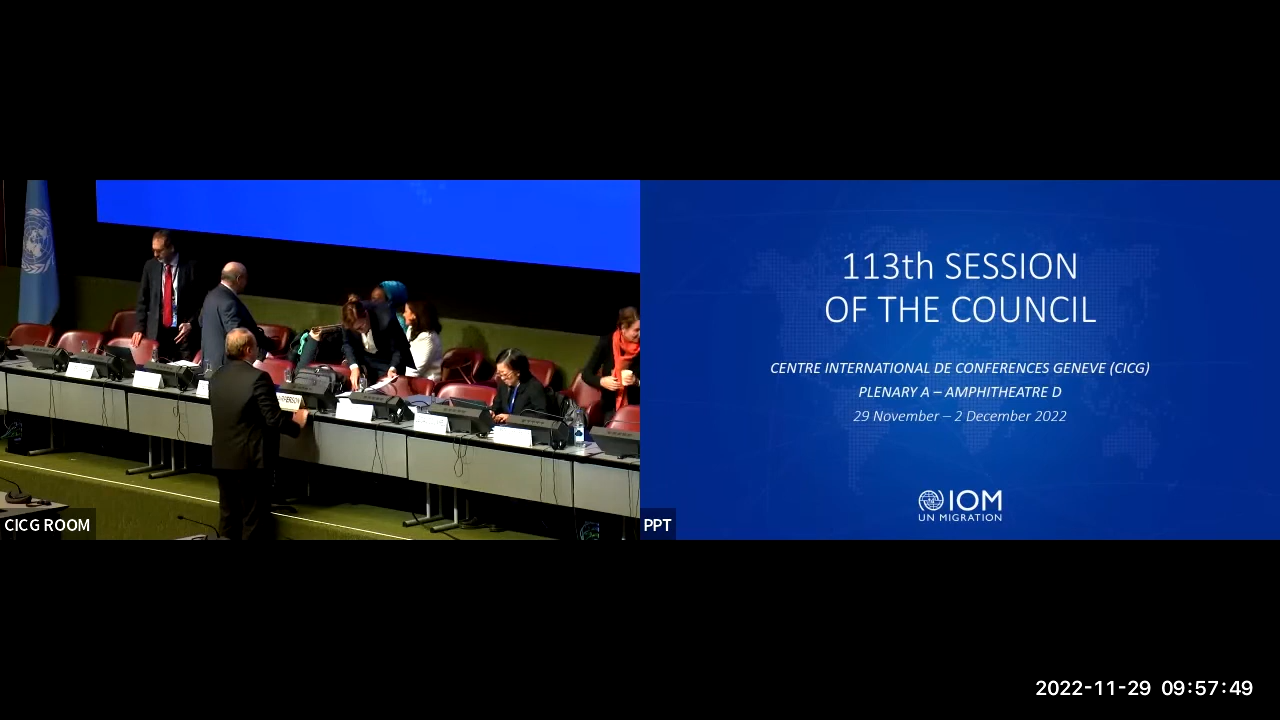 113th SESSION
OF THE COUNCIL
CENTRE INTERNATIONAL DE CONFERENCES GENEVE (CICG)
PLENARY A – AMPHITHEATRE D
29 November – 2 December 2022
IOM
UN MIGRATION
CICG ROOM
PPT
2022-11-29 09:57:49